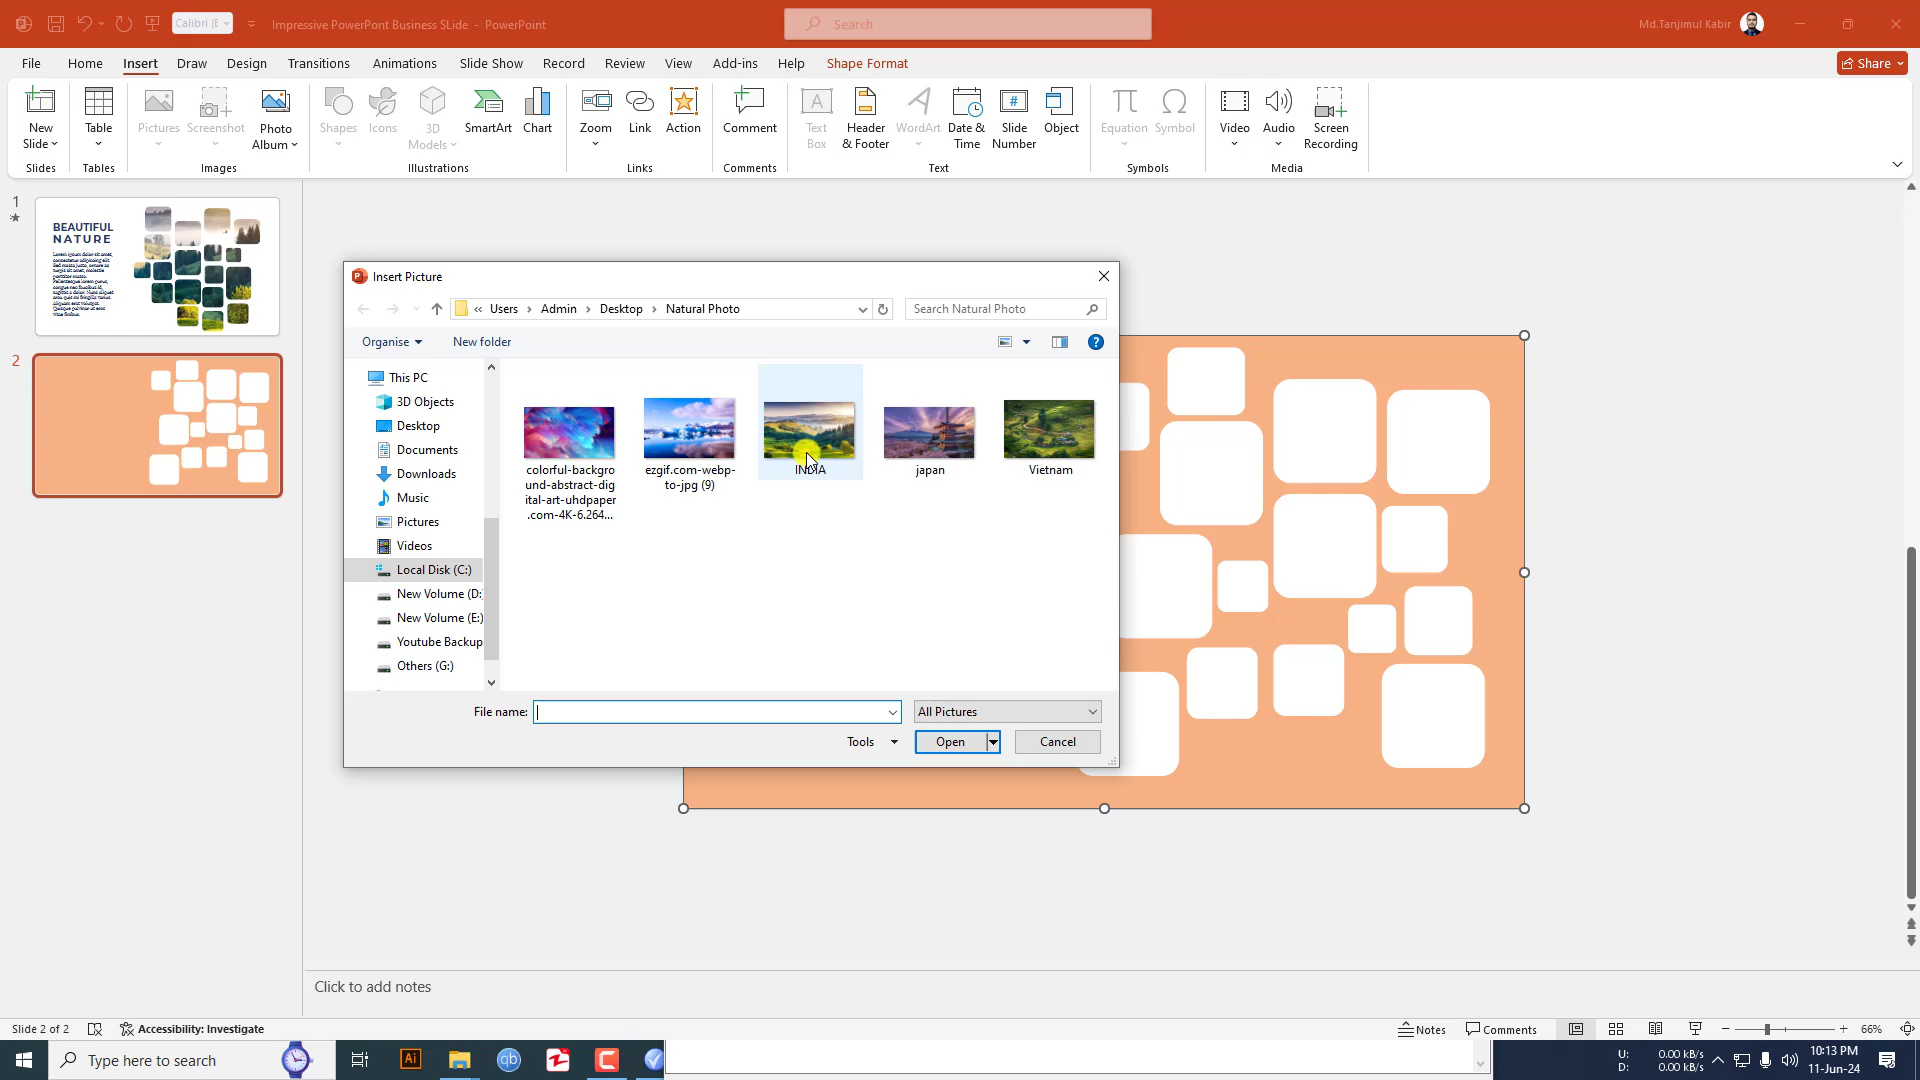 Calibri (E
Impressive PowerPont Business SLide - PowerPoint
Search
Md.Tanjimul Kabir
File Home Insert Draw Design Transitions Animations Slide Show Record Review View Add-ins Help Shape Format
Share
New Slide
Table
Pictures
Screenshot
Photo Album
Shapes
Icons
3D Models
SmartArt
Chart
Zoom
Link
Action
Comment
Text Box
Header & Footer
WordArt
Date & Time
Slide Number
Object
Equation
Symbol
Video
Audio
Screen Recording
Slides Tables Images Illustrations Links Comments Text Symbols Media
1
BEAUTIFUL
NATURE
2
Insert Picture
« Users › Admin › Desktop › Natural Photo
Search Natural Photo
Organise
New folder
?
This PC
3D Objects
Desktop
Documents
Downloads
Music
Pictures
Videos
Local Disk (C:)
New Volume (D:
New Volume (E:)
Youtube Backup
Others (G:)
colorful-backgro
und-abstract-dig
ital-art-uhdpaper
.com-4K-6.264...
ezgif.com-webp-
to-jpg (9)
INDIA
japan
Vietnam
File name:
All Pictures
Tools
Open
Cancel
Click to add notes
Slide 2 of 2
Accessibility: Investigate
Notes
Comments
66%
Type here to search
Ai
qb
U: 0.00 kB/s
D: 0.00 kB/s
10:13 PM
11-Jun-24